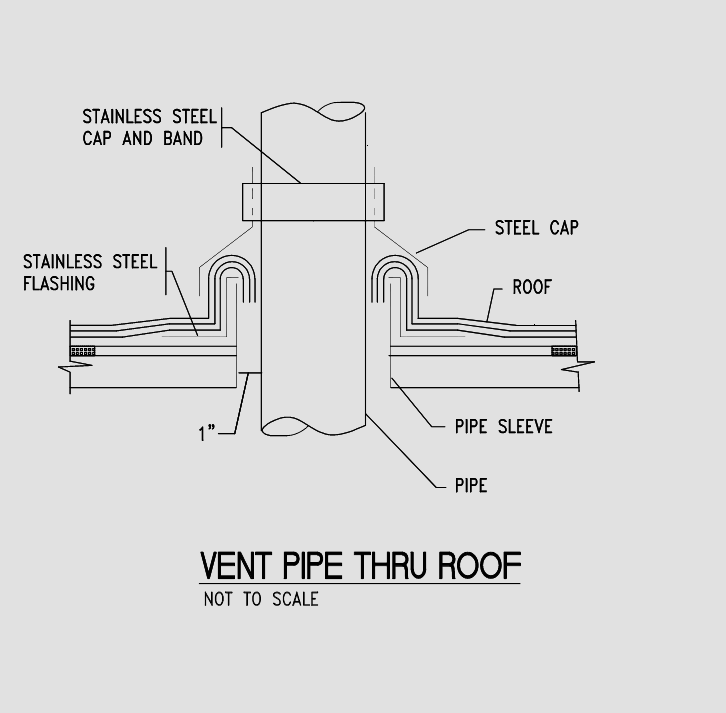 STAINLESS STEEL
CAP AND BAND
STEEL CAP
STAINLESS STEEL
FLASHING
ROOF
1"
PIPE SLEEVE
PIPE
VENT PIPE THRU ROOF
NOT TO SCALE